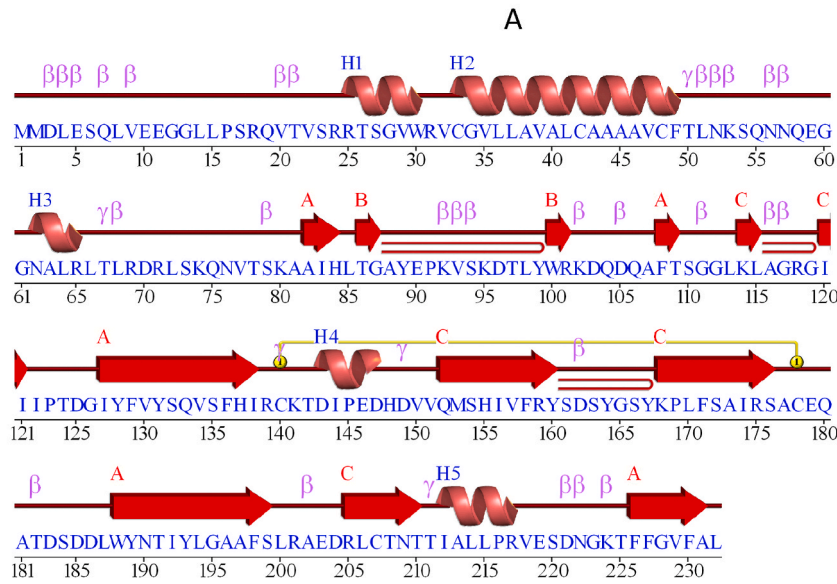 A
H1 H2
βββ β β ββ γβββ ββ
MMDLESQLVEEGGLLPSRQVTVSRRTSGVWRVCGVLLAVALCAAAAVCFTLNKSQNNQEG
1 5 10 15 20 25 30 35 40 45 50 55 60
H3 A B B A C C
γβ β βββ β β β ββ
GNALRLTLRDRLSKQNVTSKAAIHLTGAYEPKVSKDTLYWRKDQDQAFTSGGLKLAGRGI
61 65 70 75 80 85 90 95 100 105 110 115 120
A H4 C C
γ γ β
1 1
IIPTDGIYFVYSQVSFHIRCKTDIPEDHDVVQMSHIVFRYSDSYGSYKPLFSAIRSACEQ
121 125 130 135 140 145 150 155 160 165 170 175 180
A C H5 A
β β γ ββ β
ATDSDDLWYNTIYLGAAFSLRAEDRLCTNTTIALLPRVESDNGKTFFGVFAL
181 185 190 195 200 205 210 215 220 225 230